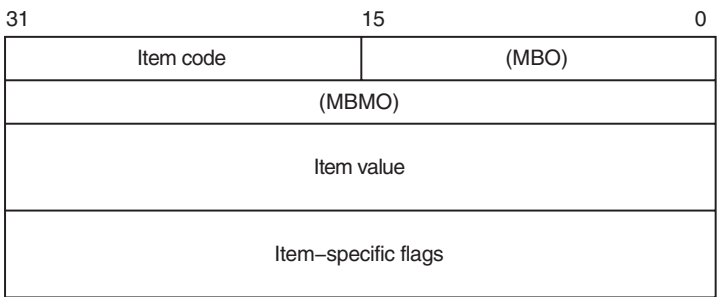 31 15 0
Item code (MBO)
(MBMO)
Item value
Item−specific flags